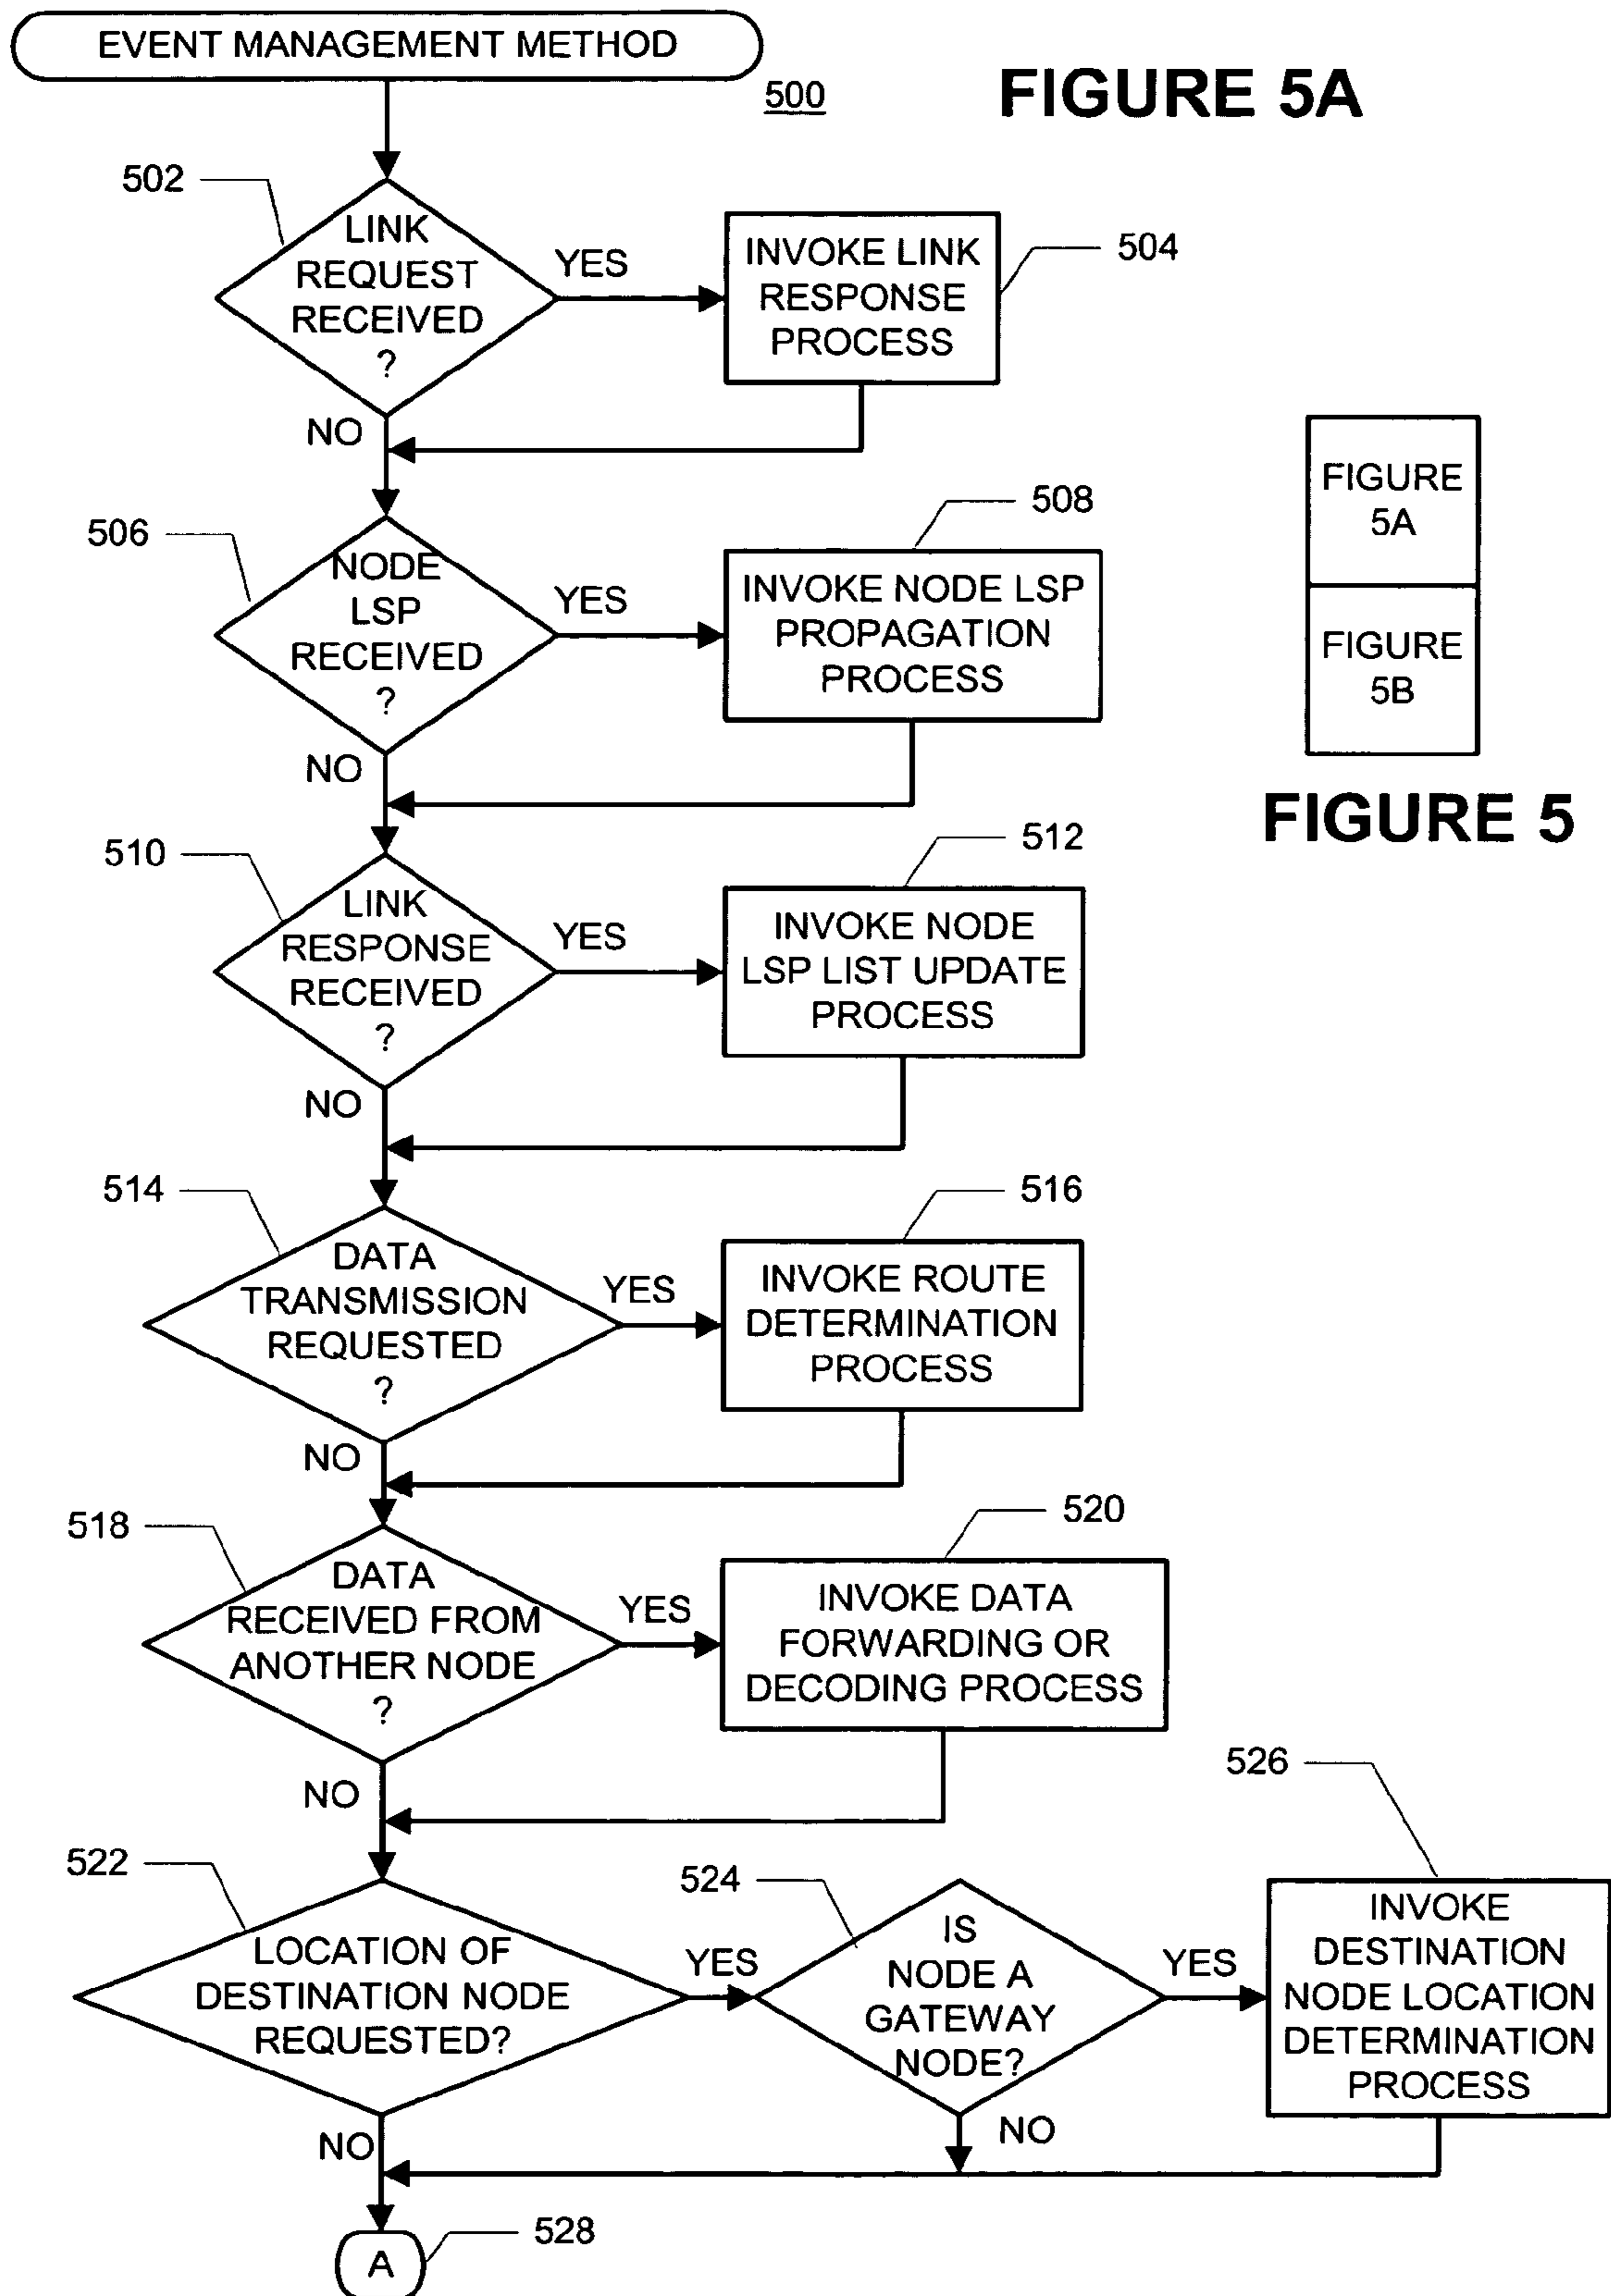 EVENT MANAGEMENT METHOD
500
FIGURE 5A
502
LINK
REQUEST
RECEIVED
?
YES
INVOKE LINK
RESPONSE
PROCESS
504
NO
506
NODE
LSP
RECEIVED
?
YES
508
INVOKE NODE LSP
PROPAGATION
PROCESS
NO
FIGURE
5A
FIGURE
5B
FIGURE 5
510
LINK
RESPONSE
RECEIVED
?
YES
512
INVOKE NODE
LSP LIST UPDATE
PROCESS
NO
514
DATA
TRANSMISSION
REQUESTED
?
YES
516
INVOKE ROUTE
DETERMINATION
PROCESS
NO
518
DATA
RECEIVED FROM
ANOTHER NODE
?
YES
520
INVOKE DATA
FORWARDING OR
DECODING PROCESS
NO
522
LOCATION OF
DESTINATION NODE
REQUESTED?
YES
524
IS
NODE A
GATEWAY
NODE?
YES
526
INVOKE
DESTINATION
NODE LOCATION
DETERMINATION
PROCESS
NO
NO
A
528